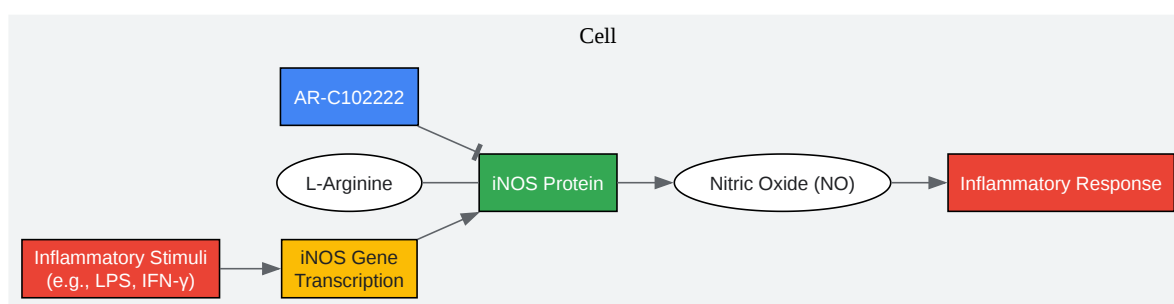 Cell
AR-C102222
L-Arginine
iNOS Protein
Nitric Oxide (NO)
Inflammatory Response
Inflammatory Stimuli
(e.g., LPS, IFN-γ)
iNOS Gene
Transcription